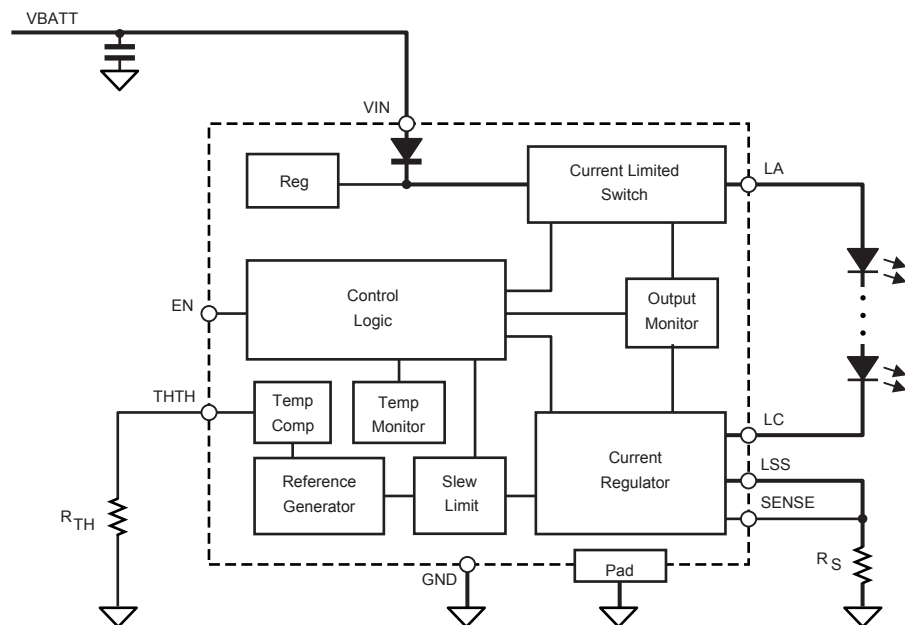 VBATT
VIN
Reg
Current Limited
Switch
LA
Control
Logic
Output
Monitor
EN
THTH
Temp
Comp
Temp
Monitor
LC
Current
Regulator
LSS
Reference
Generator
Slew
Limit
SENSE
RTH
GND
Pad
RS